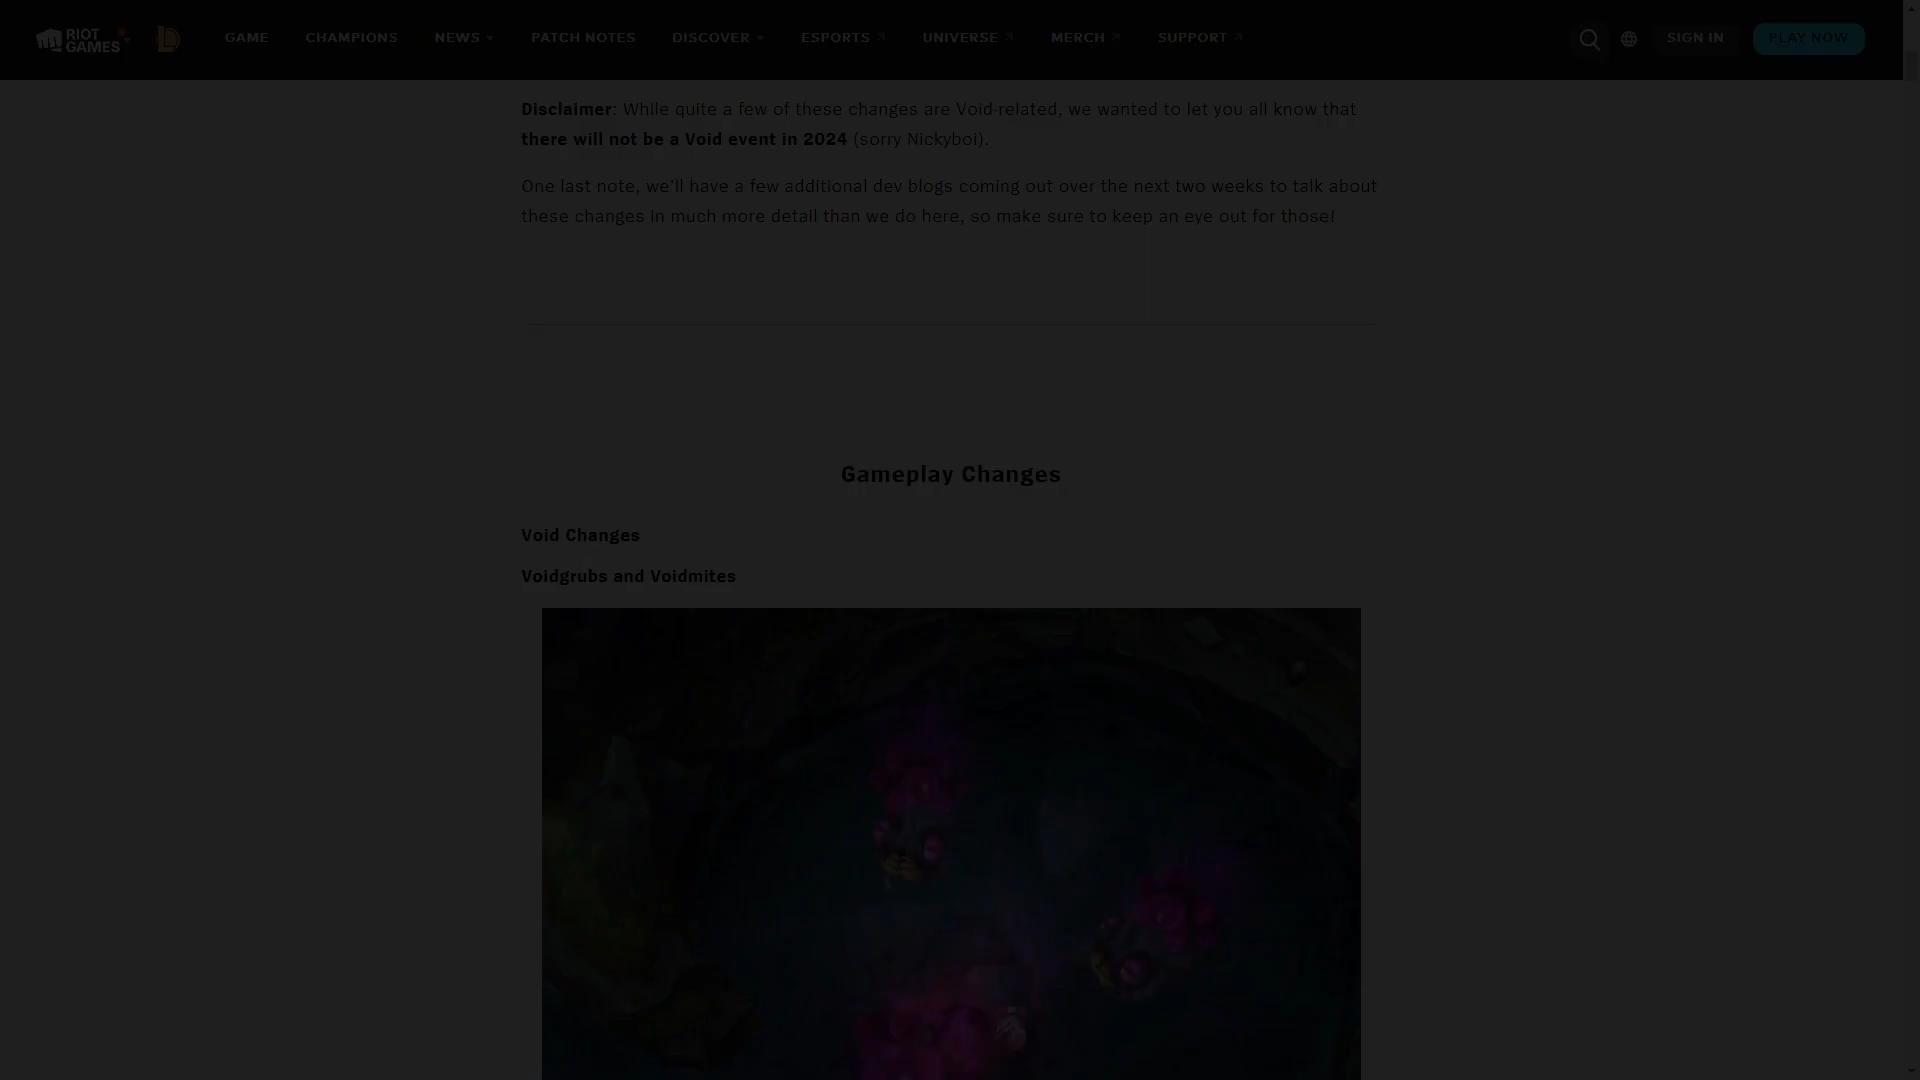 RIOT GAMES
GAME CHAMPIONS NEWS PATCH NOTES DISCOVER ESPORTS UNIVERSE MERCH SUPPORT SIGN IN PLAY NOW
Disclaimer: While quite a few of these changes are Void-related, we wanted to let you all know that
there will not be a Void event in 2024 (sorry Nickyboi).
One last note, we'll have a few additional dev blogs coming out over the next two weeks to talk about
these changes in much more detail than we do here, so make sure to keep an eye out for those!
Gameplay Changes
Void Changes
Voidgrubs and Voidmites